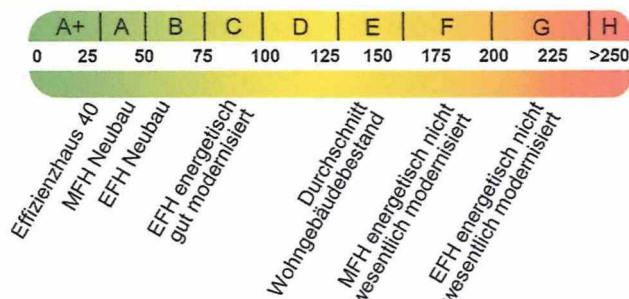 A+ A B C D E F G H
0 25 50 75 100 125 150 175 200 225 >250
Effizienzhaus 40
MFH Neubau
EFH Neubau
EFH energetisch
gut modernisiert
Durchschnitt
Wohngebäudebestand
MFH energetisch nicht
wesentlich modernisiert
EFH energetisch nicht
wesentlich modernisiert